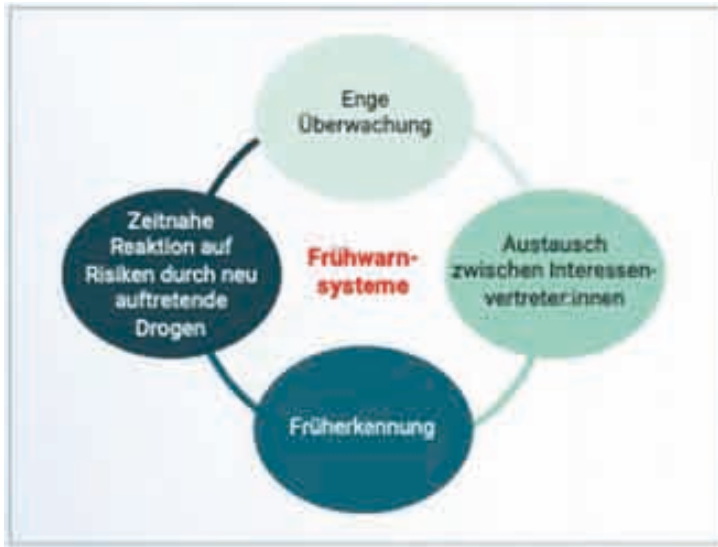 Enge
Überwachung
Zeitnahe
Reaktion auf
Risiken durch neu
auftretende
Drogen
Frühwarn-
systeme
Austausch
zwischen Interessen-
vertreter:innen
Früherkennung